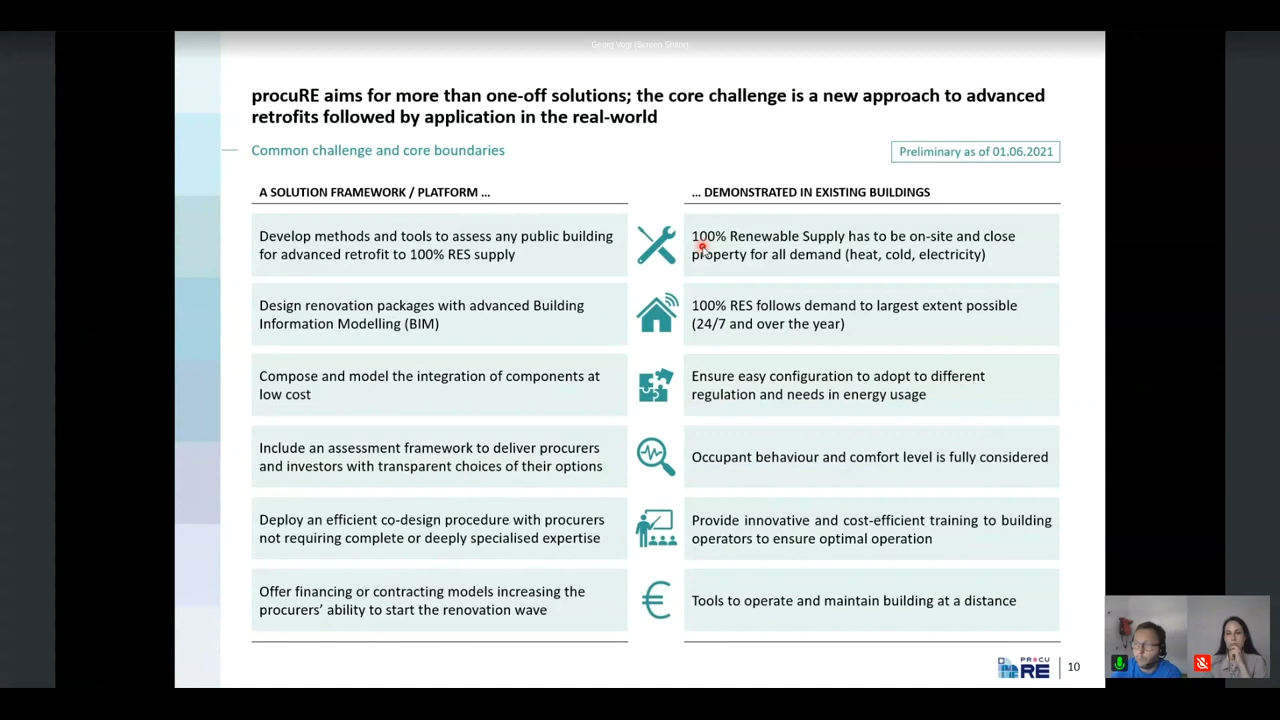 Georg Vogt (Screen Share)
procuRE aims for more than one-off solutions; the core challenge is a new approach to advanced
retrofits followed by application in the real-world
Common challenge and core boundaries
Preliminary as of 01.06.2021
A SOLUTION FRAMEWORK / PLATFORM ...
... DEMONSTRATED IN EXISTING BUILDINGS
Develop methods and tools to assess any public building
for advanced retrofit to 100% RES supply
100% Renewable Supply has to be on-site and close
property for all demand (heat, cold, electricity)
Design renovation packages with advanced Building
Information Modelling (BIM)
100% RES follows demand to largest extent possible
(24/7 and over the year)
Compose and model the integration of components at
low cost
Ensure easy configuration to adopt to different
regulation and needs in energy usage
Include an assessment framework to deliver procurers
and investors with transparent choices of their options
Occupant behaviour and comfort level is fully considered
Deploy an efficient co-design procedure with procurers
not requiring complete or deeply specialised expertise
Provide innovative and cost-efficient training to building
operators to ensure optimal operation
Offer financing or contracting models increasing the
procurers' ability to start the renovation wave
€
Tools to operate and maintain building at a distance
PROCU
RE
10